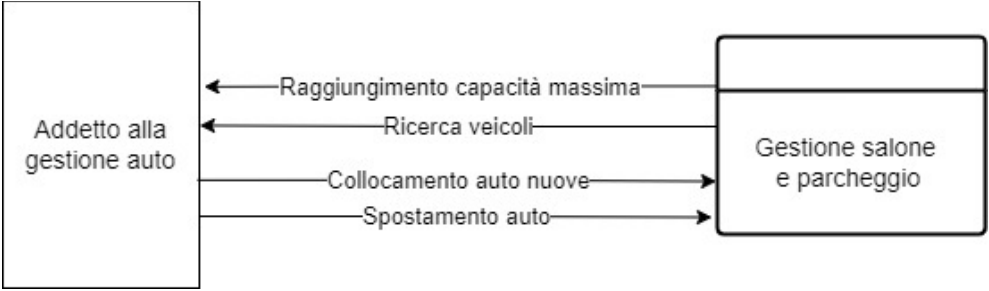 Raggiungimento capacità massima
Ricerca veicoli
Addetto alla
gestione auto
Gestione salone
e parcheggio
Collocamento auto nuove
Spostamento auto